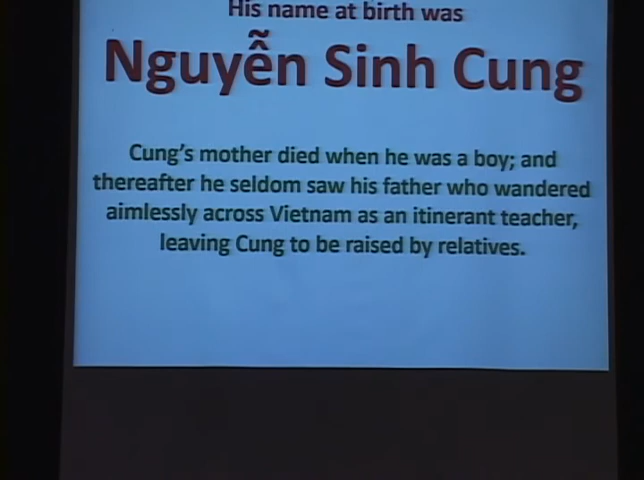 His name at birth was
Nguyễn Sinh Cung
Cung's mother died when he was a boy; and
thereafter he seldom saw his father who wandered
aimlessly across Vietnam as an itinerant teacher,
leaving Cung to be raised by relatives.